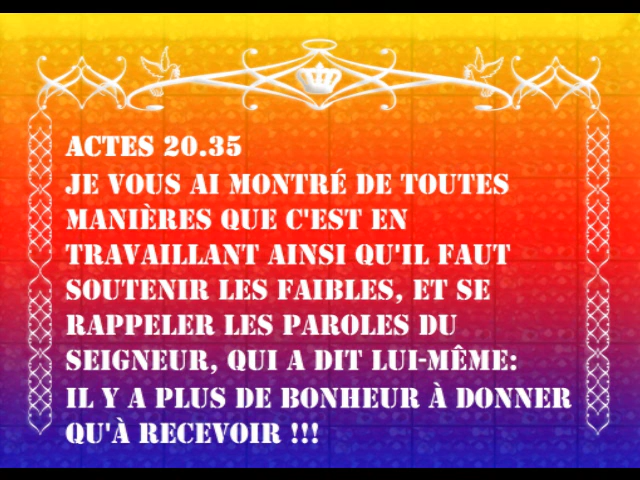 ACTES 20.35
JE VOUS AI MONTRÉ DE TOUTES
MANIÈRES QUE C'EST EN
TRAVAILLANT AINSI QU'IL FAUT
SOUTENIR LES FAIBLES, ET SE
RAPPELER LES PAROLES DU
SEIGNEUR, QUI A DIT LUI-MÊME:
IL Y A PLUS DE BONHEUR À DONNER
QU'À RECEVOIR !!!